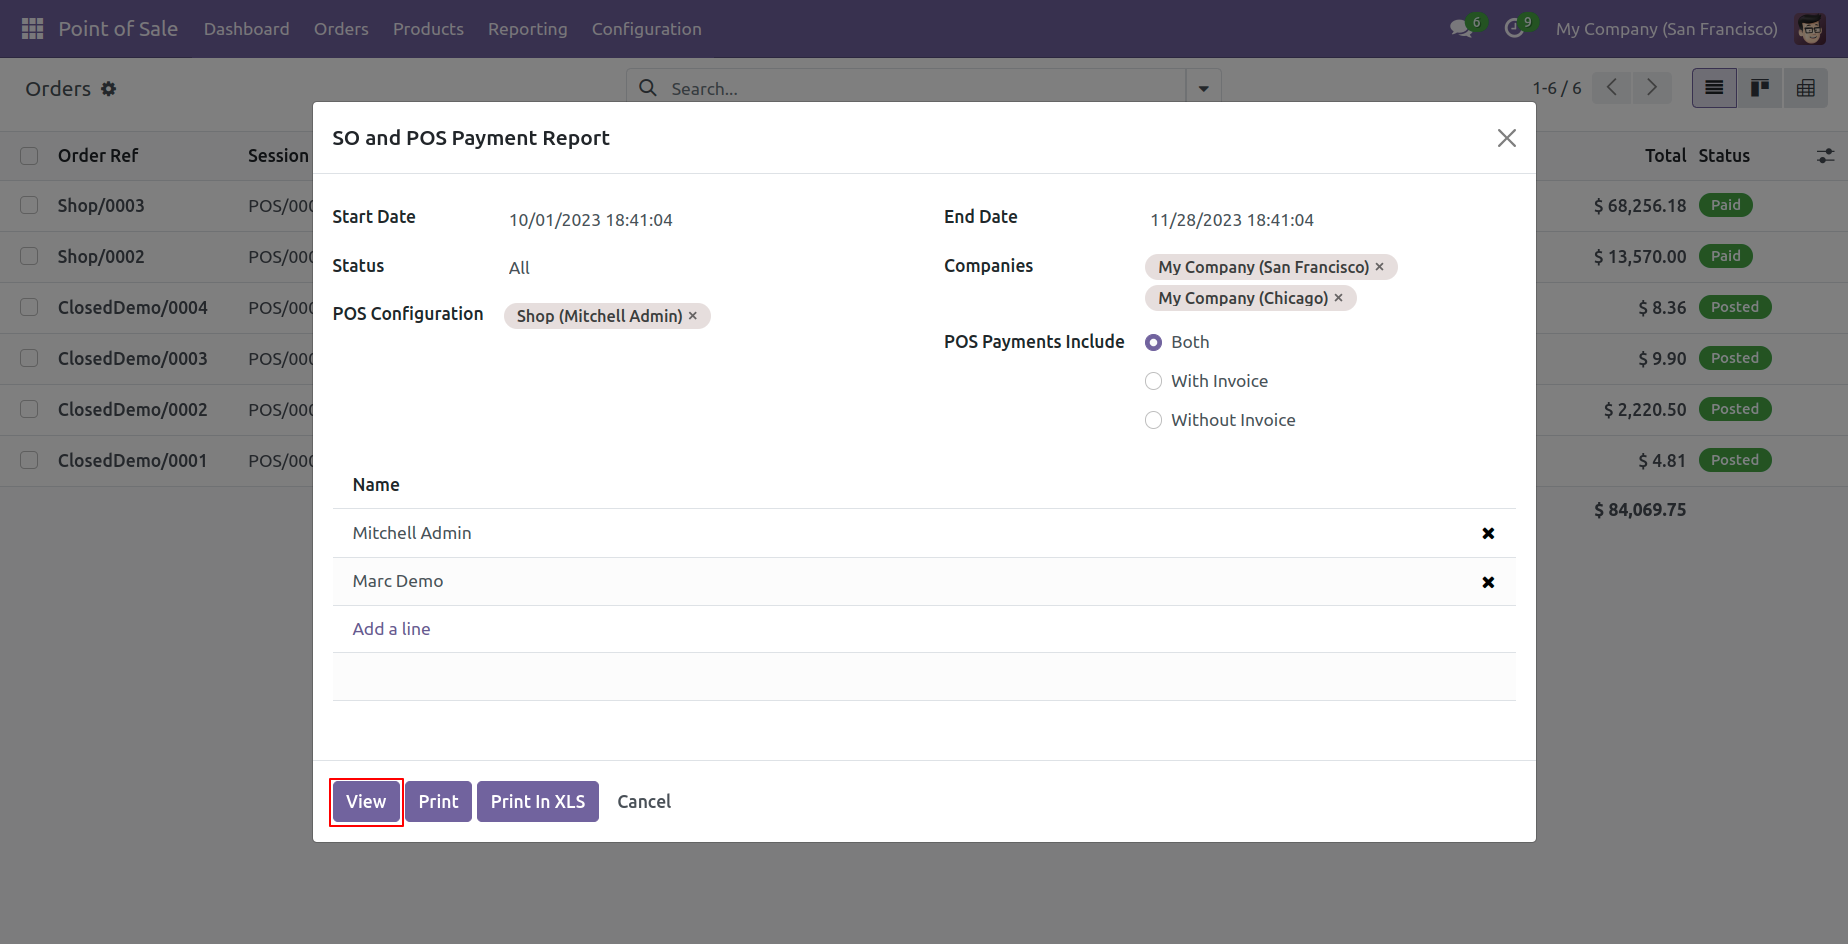 Point of Sale Dashboard Orders Products Reporting Configuration 6 9 My Company (San Francisco)
Orders Search... 1-6 / 6
SO and POS Payment Report
Order Ref Session Total Status
Shop/0003 POS/000 $ 68,256.18 Paid
Shop/0002 POS/000 $ 13,570.00 Paid
ClosedDemo/0004 POS/000 $ 8.36 Posted
ClosedDemo/0003 POS/000 $ 9.90 Posted
ClosedDemo/0002 POS/000 $ 2,220.50 Posted
ClosedDemo/0001 POS/000 $ 4.81 Posted
$ 84,069.75
Start Date 10/01/2023 18:41:04
End Date 11/28/2023 18:41:04
Status All
Companies My Company (San Francisco) ×
My Company (Chicago) ×
POS Configuration Shop (Mitchell Admin) ×
POS Payments Include Both
With Invoice
Without Invoice
Name
Mitchell Admin
Marc Demo
Add a line
View Print Print In XLS Cancel